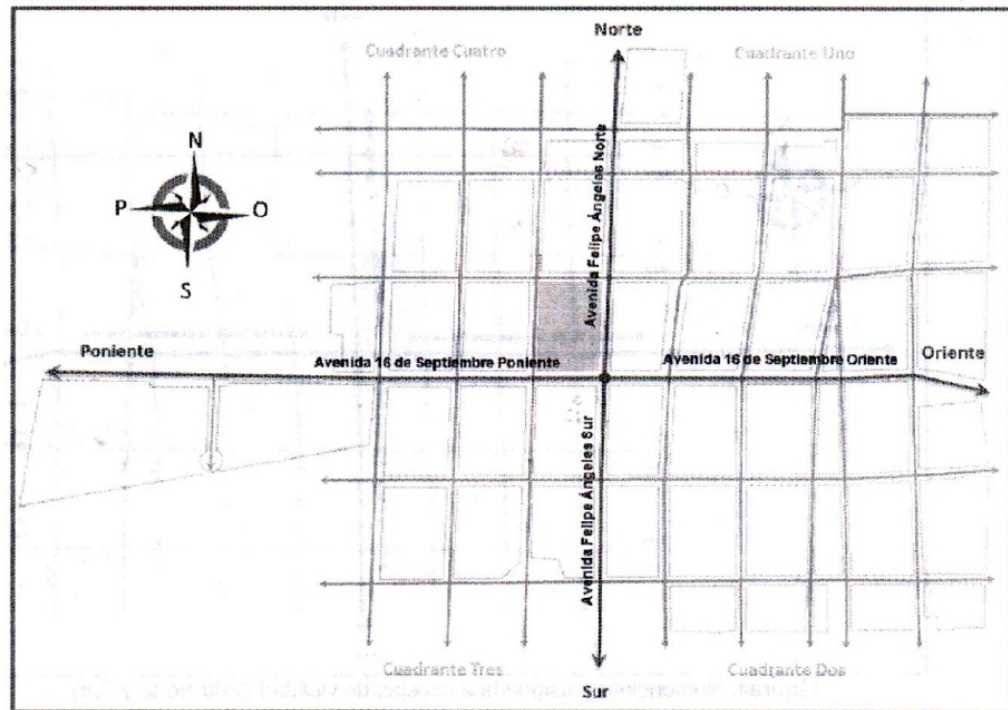 Norte
Cuadrante Cuatro
Cuadrante Uno
N
P
O
S
Avenida Felipe Ángelas Norte
Poniente
Avenida 16 de Septiembre Poniente
Avenida 16 de Septiembre Oriente
Oriente
Avenida Felipe Ángeles Sur
Cuadrante Tres
Cuadrante Dos
Sur